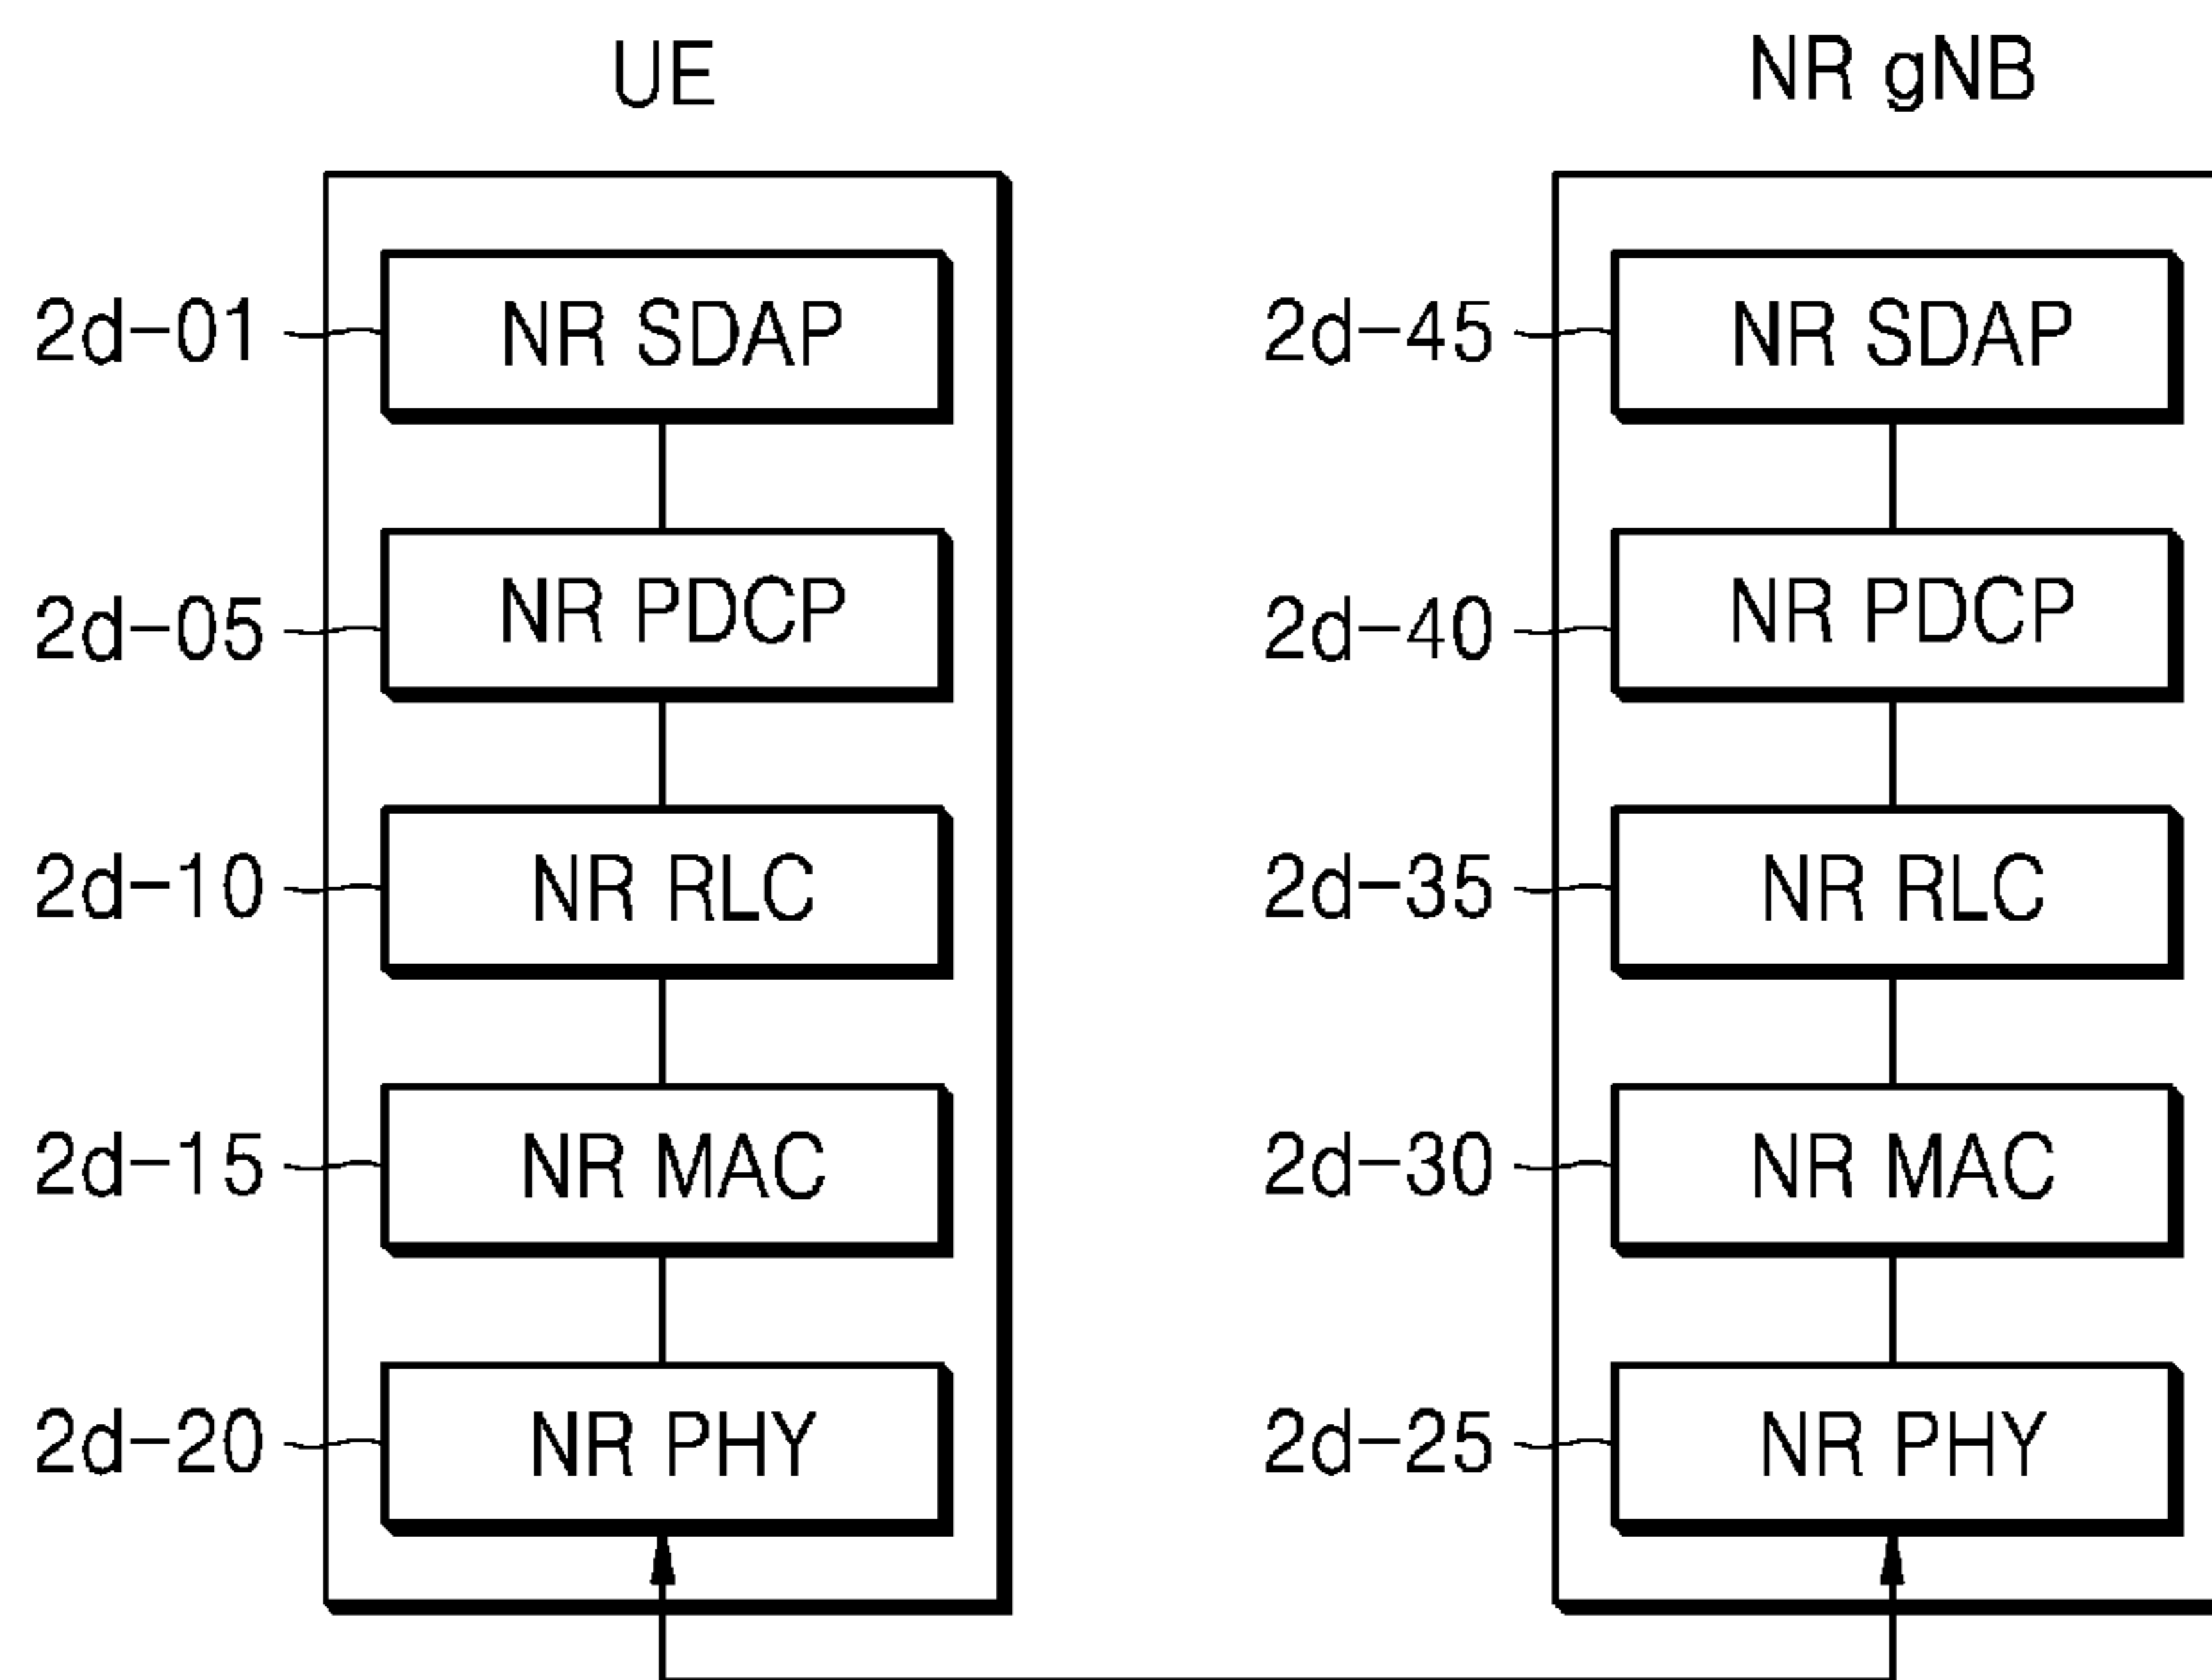 UE NR gNB
2d-01 NR SDAP 2d-45 NR SDAP
2d-05 NR PDCP 2d-40 NR PDCP
2d-10 NR RLC 2d-35 NR RLC
2d-15 NR MAC 2d-30 NR MAC
2d-20 NR PHY 2d-25 NR PHY